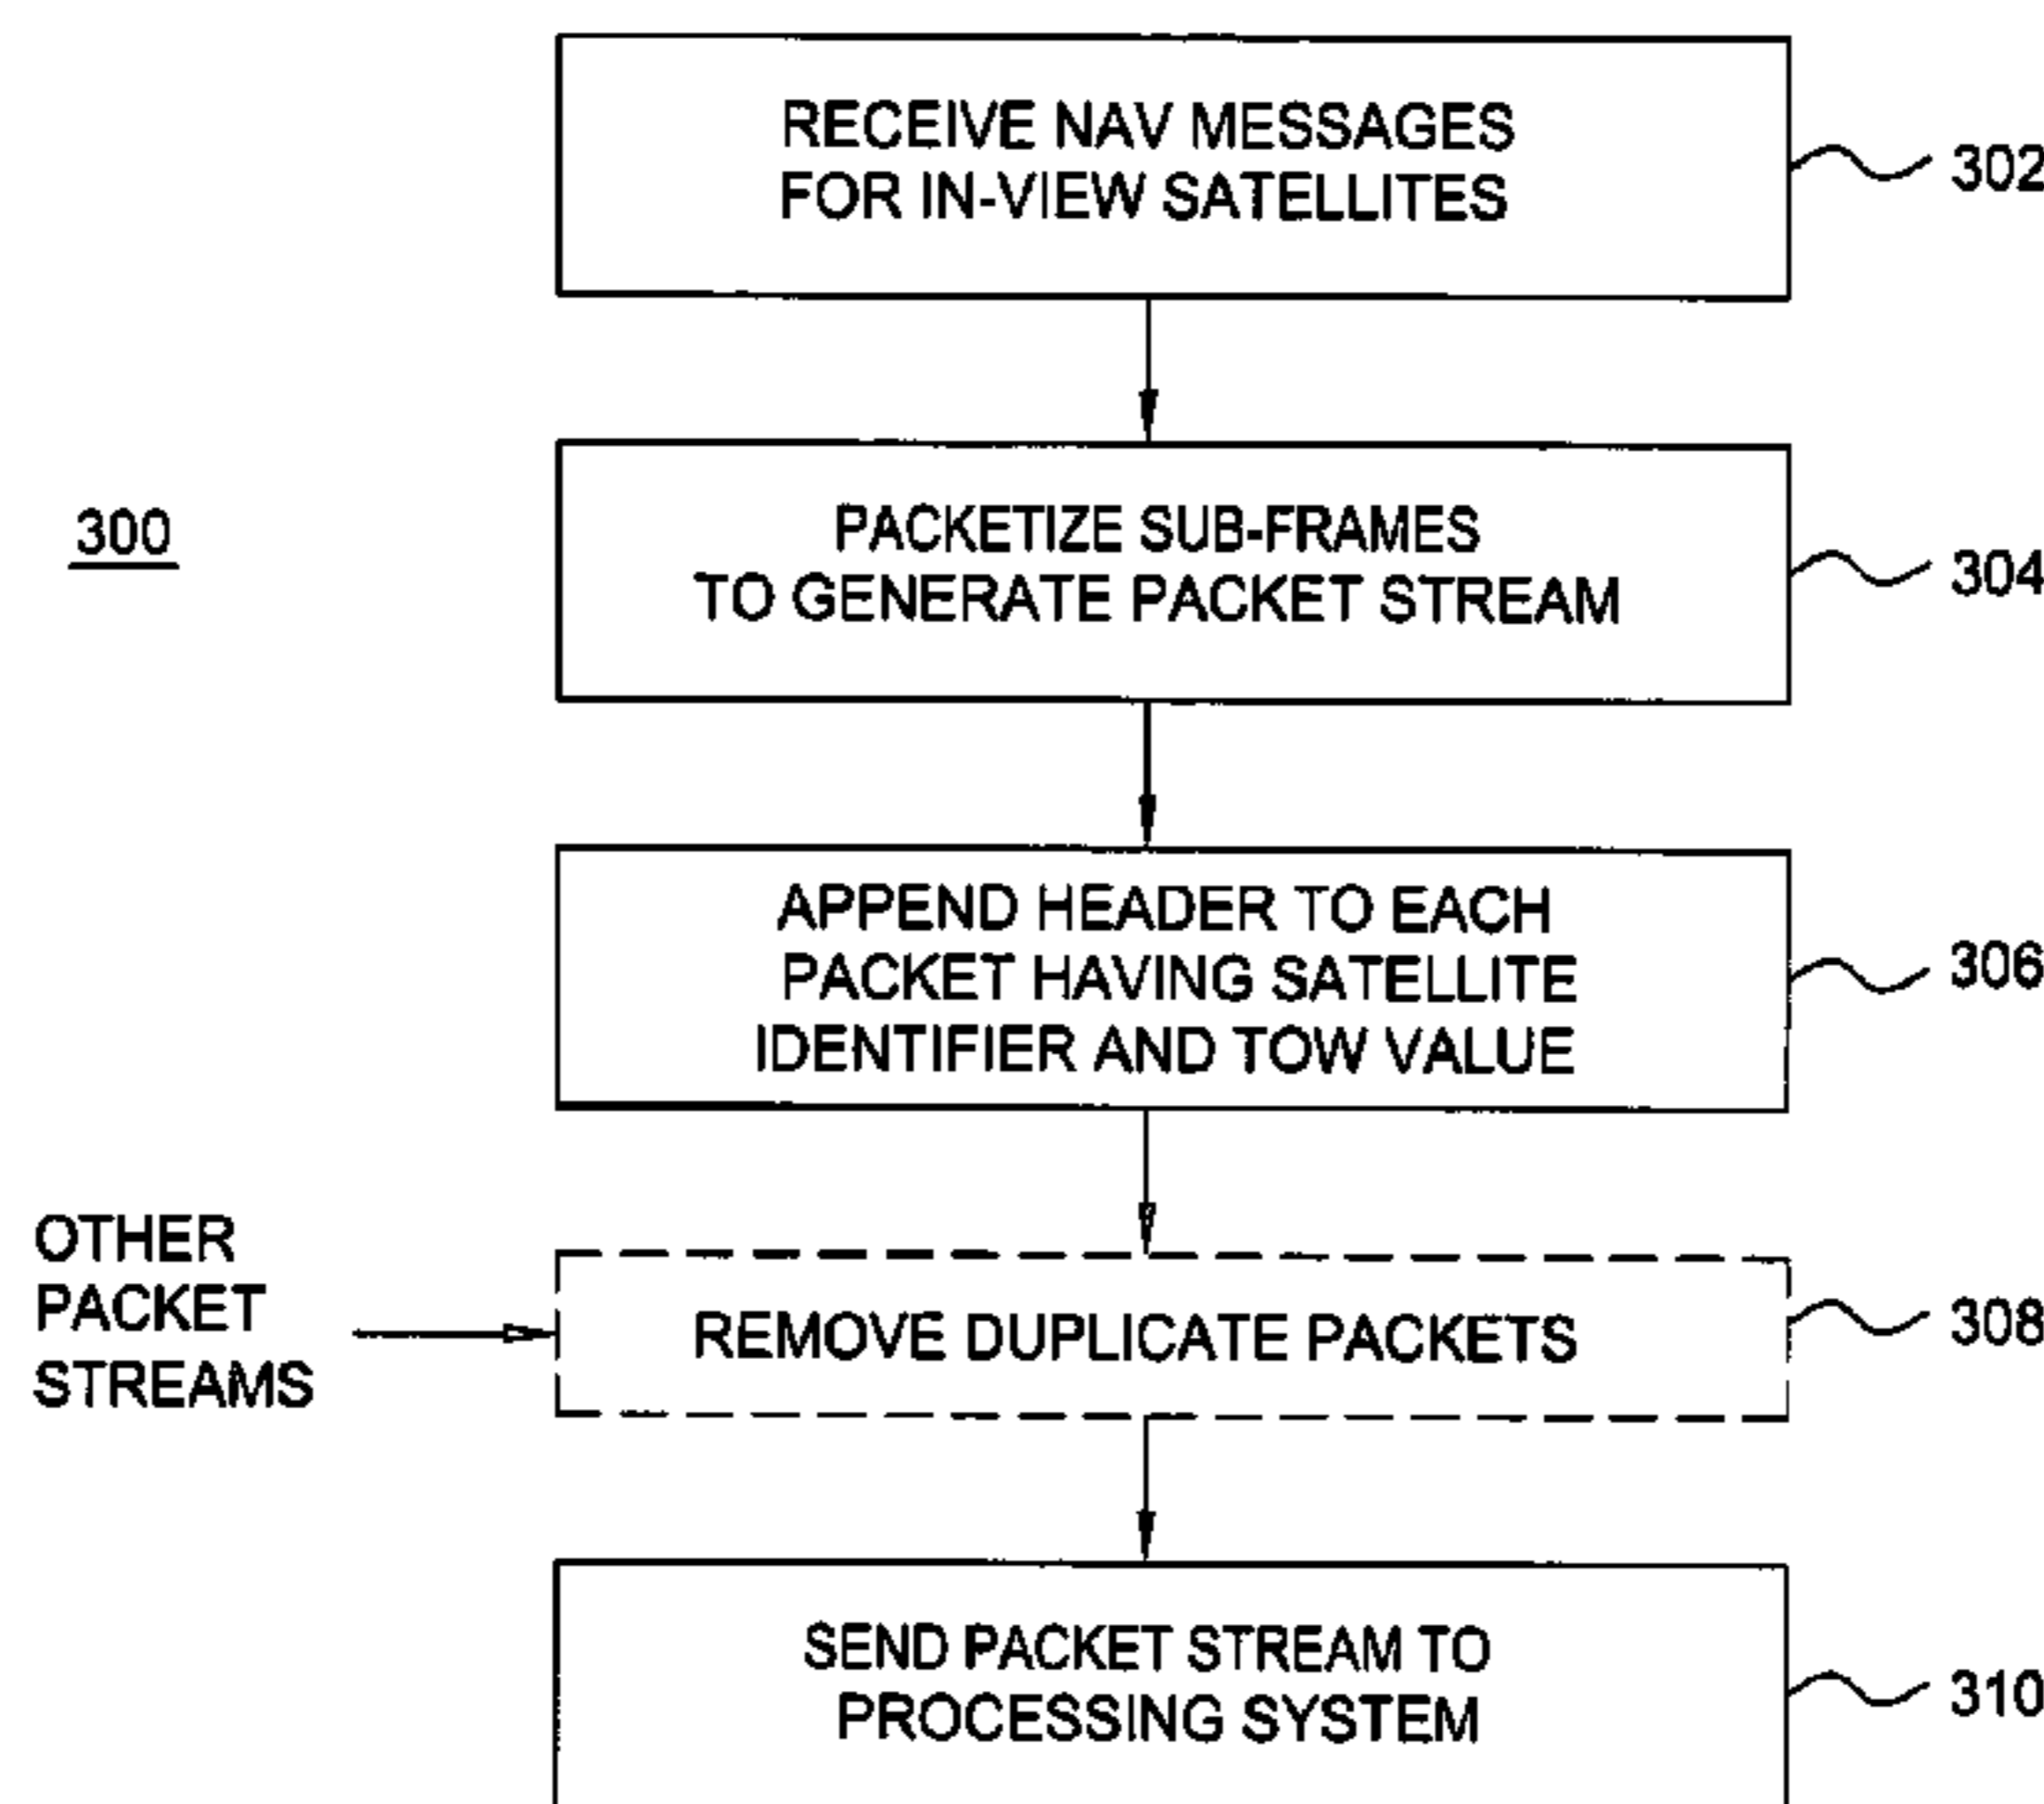 RECEIVE NAV MESSAGES
FOR IN-VIEW SATELLITES
302
300
PACKETIZE SUB-FRAMES
TO GENERATE PACKET STREAM
304
APPEND HEADER TO EACH
PACKET HAVING SATELLITE
IDENTIFIER AND TOW VALUE
306
OTHER
PACKET
STREAMS
REMOVE DUPLICATE PACKETS
308
SEND PACKET STREAM TO
PROCESSING SYSTEM
310